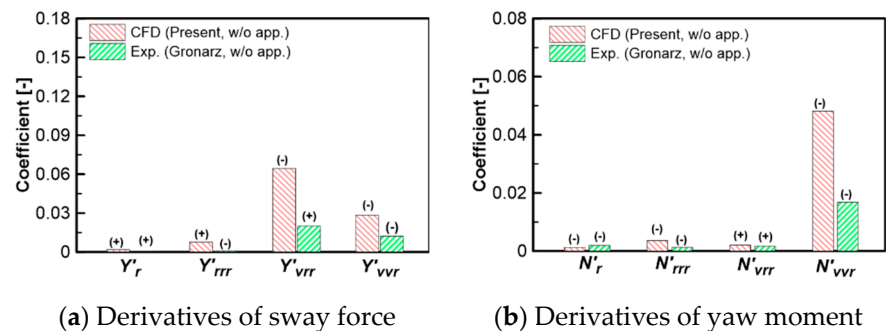 0.18
0.15
0.12
0.09
0.06
0.03
0
Coefficient [-]
CFD (Present, w/o app.)
Exp. (Gronarz, w/o app.)
(+) (+) (+) (-) (-) (+) (-) (-)
Y'r Y'rrr Y'vrr Y'vvr
(a) Derivatives of sway force
0.08
0.06
0.04
0.02
0
Coefficient [-]
CFD (Present, w/o app.)
Exp. (Gronarz, w/o app.)
(-) (-) (-) (-) (+) (+) (-) (-)
N'r N'rrr N'vrr N'vvr
(b) Derivatives of yaw moment